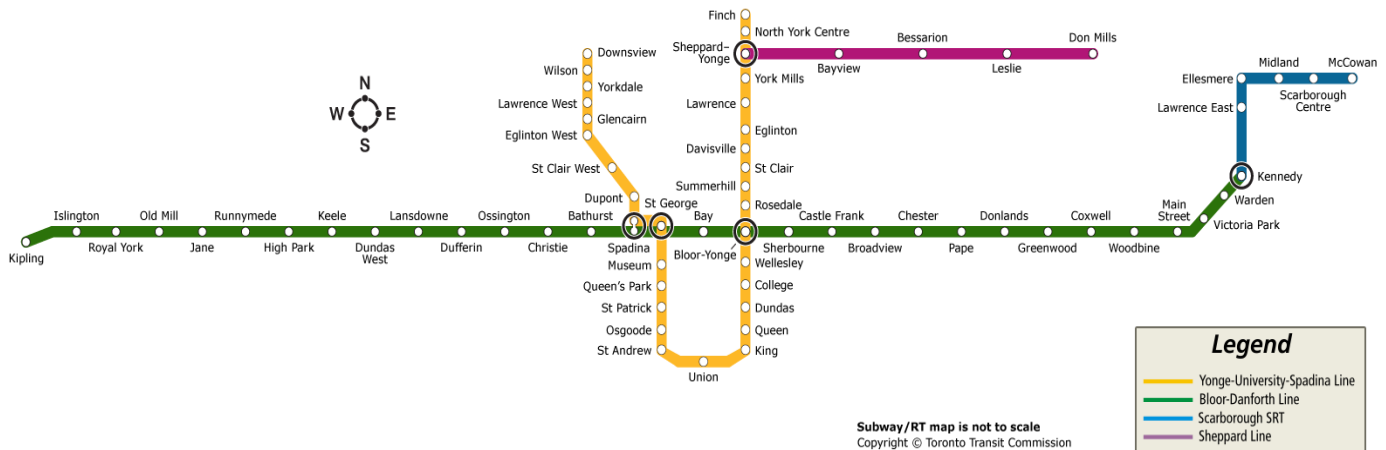 Finch
North York Centre
Sheppard–
Yonge
Bayview
Bessarion
Leslie
Don Mills
York Mills
Lawrence
Eglinton
Davisville
St Clair
Summerhill
Rosedale
Downsview
Wilson
Yorkdale
Lawrence West
Glencairn
Eglinton West
St Clair West
Dupont
St George
N
W
E
S
Ellesmere
Midland
McCowan
Scarborough
Centre
Lawrence East
Kennedy
Warden
Victoria Park
Kipling
Islington
Royal York
Old Mill
Jane
Runnymede
High Park
Keele
Dundas
West
Lansdowne
Dufferin
Ossington
Christie
Bathurst
Spadina
Bay
Bloor-Yonge
Sherbourne
Castle Frank
Broadview
Chester
Pape
Donlands
Greenwood
Coxwell
Woodbine
Main
Street
Museum
Queen's Park
St Patrick
Osgoode
St Andrew
Union
Wellesley
College
Dundas
Queen
King
Subway/RT map is not to scale
Copyright © Toronto Transit Commission
Legend
Yonge-University-Spadina Line
Bloor-Danforth Line
Scarborough SRT
Sheppard Line